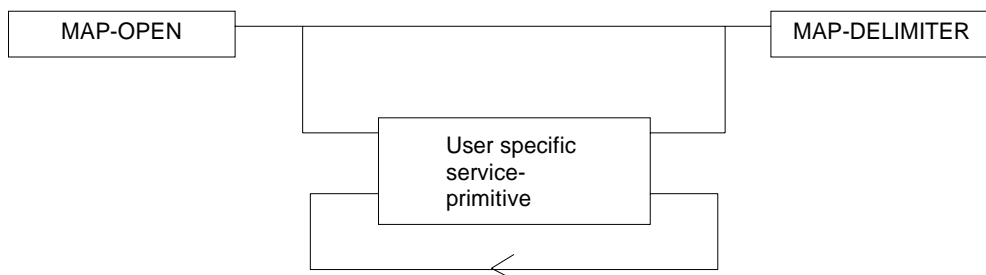 MAP-OPEN
MAP-DELIMITER
User specific
service-
primitive